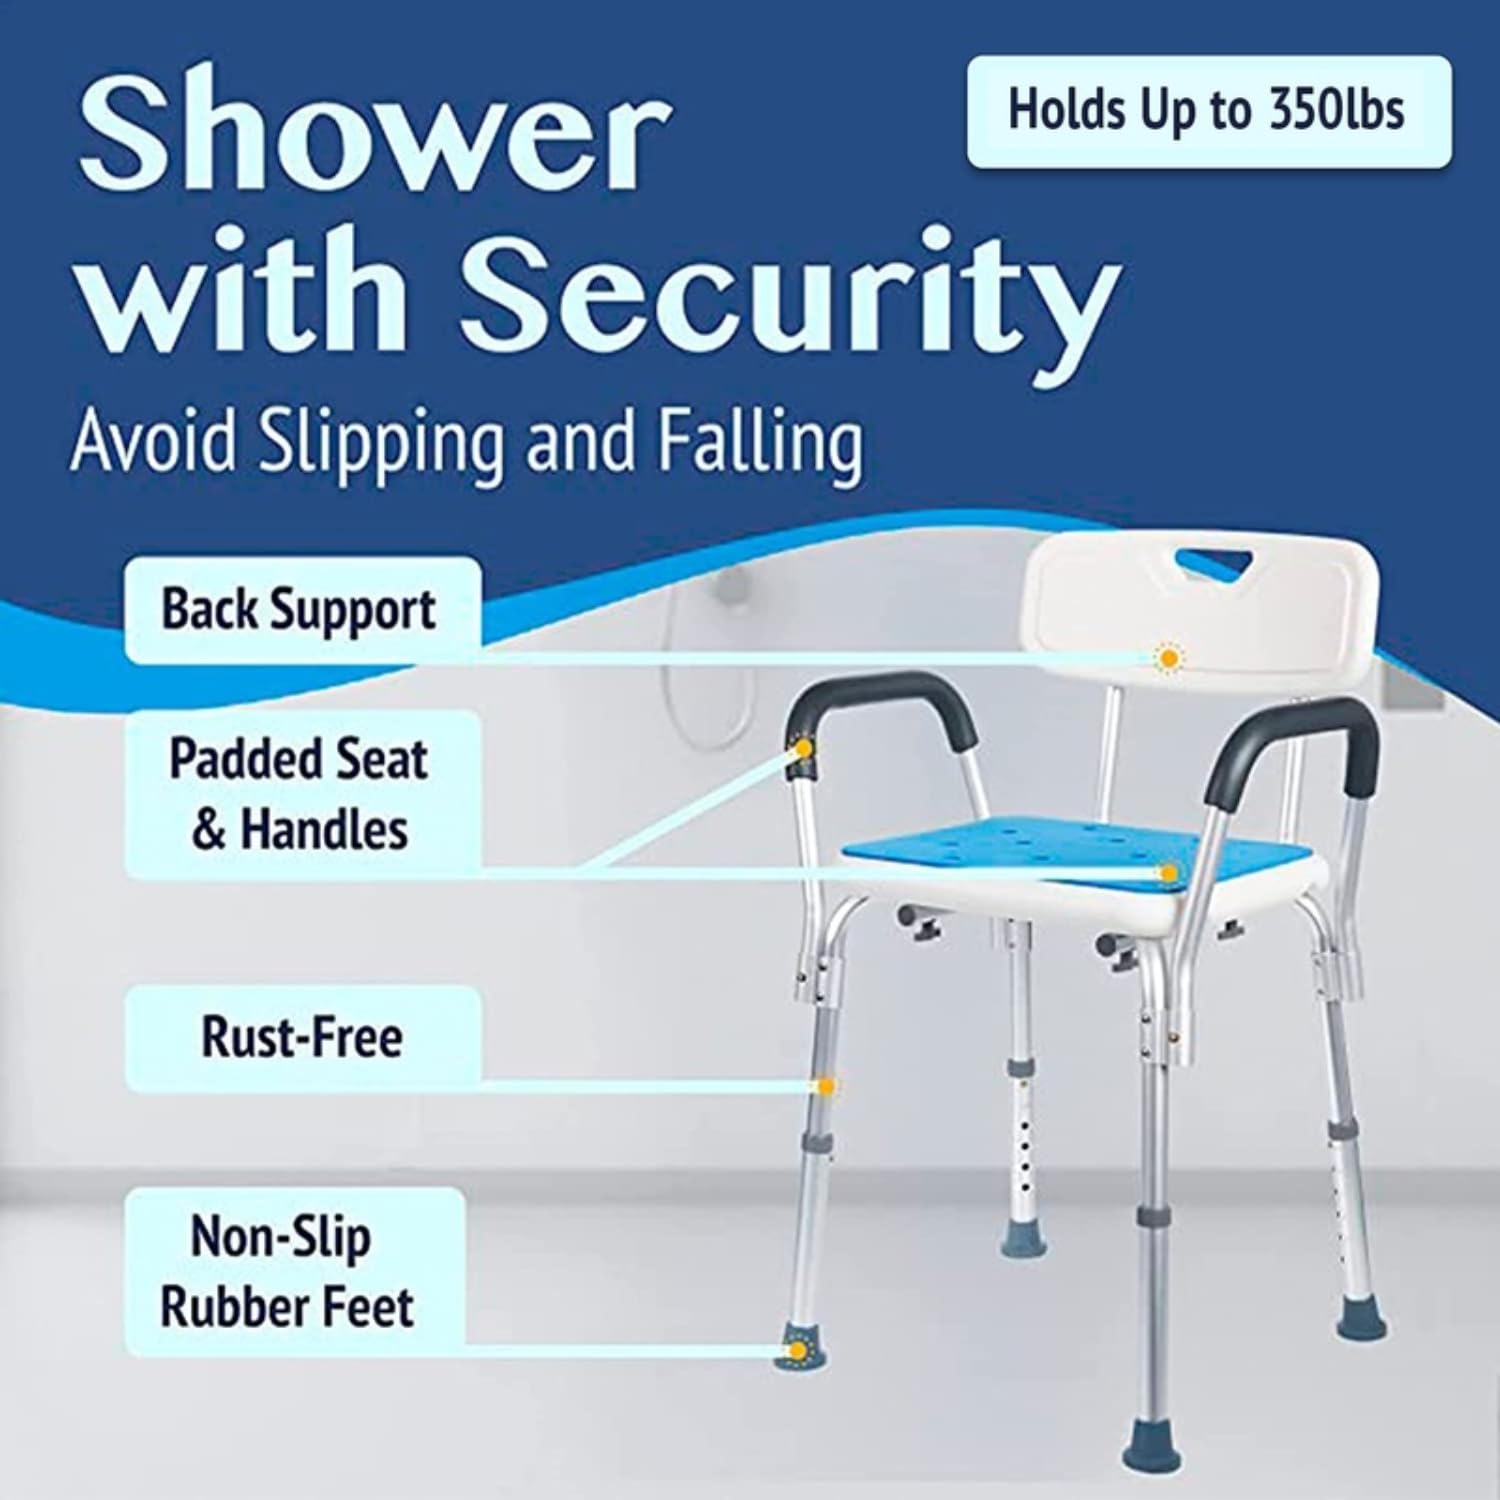 Shower
with Security
Avoid Slipping and Falling
Holds Up to 350lbs
Back Support
Padded Seat
& Handles
Rust-Free
Non-Slip
Rubber Feet